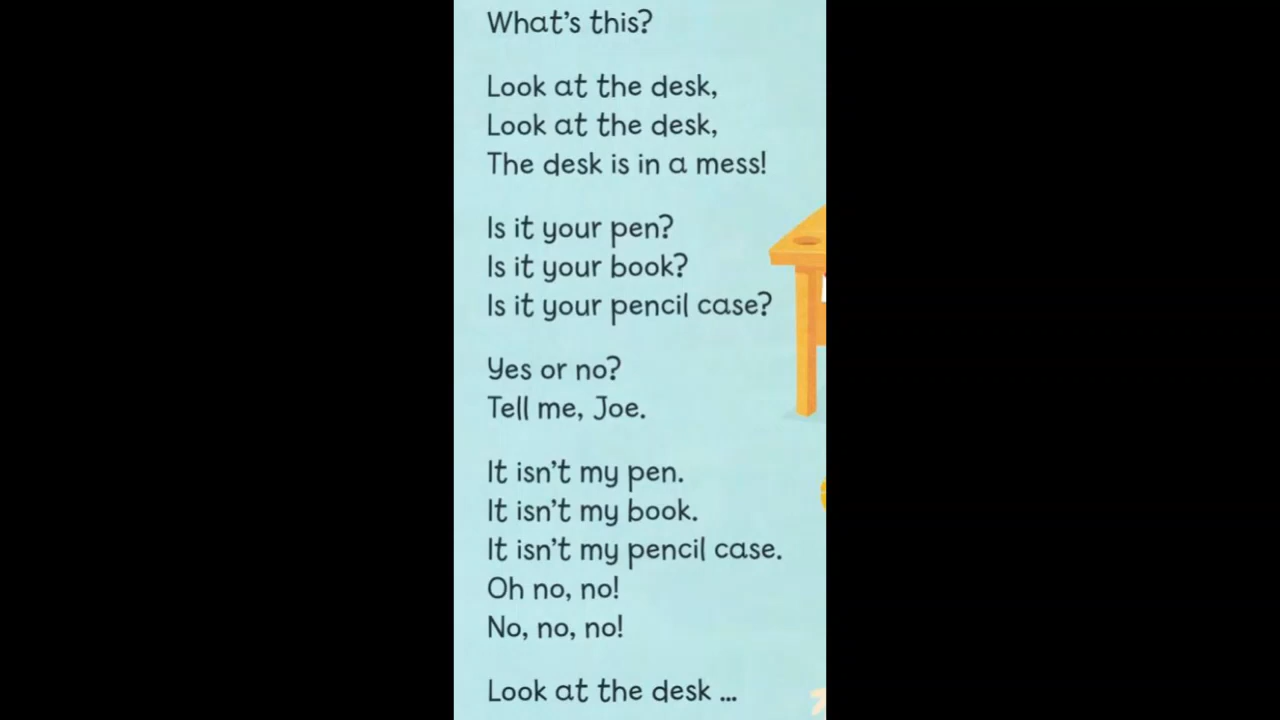 What's this?
Look at the desk,
Look at the desk,
The desk is in a mess!
Is it your pen?
Is it your book?
Is it your pencil case?
Yes or no?
Tell me, Joe.
It isn't my pen.
It isn't my book.
It isn't my pencil case.
Oh no, no!
No, no, no!
Look at the desk ...